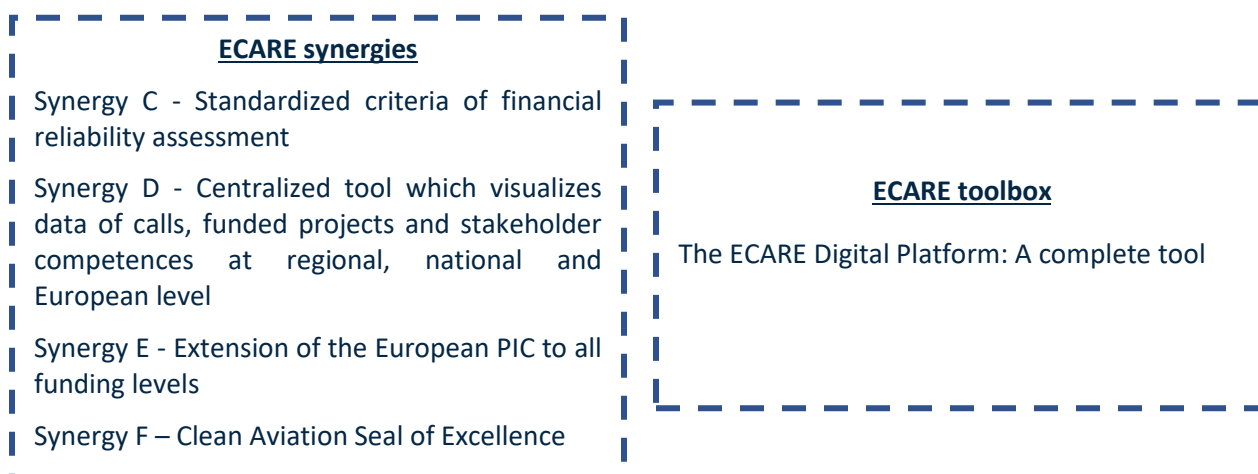 ECARE synergies
Synergy C - Standardized criteria of financial
reliability assessment
Synergy D - Centralized tool which visualizes
data of calls, funded projects and stakeholder
competences at regional, national and
European level
Synergy E - Extension of the European PIC to all
funding levels
Synergy F – Clean Aviation Seal of Excellence
ECARE toolbox
The ECARE Digital Platform: A complete tool